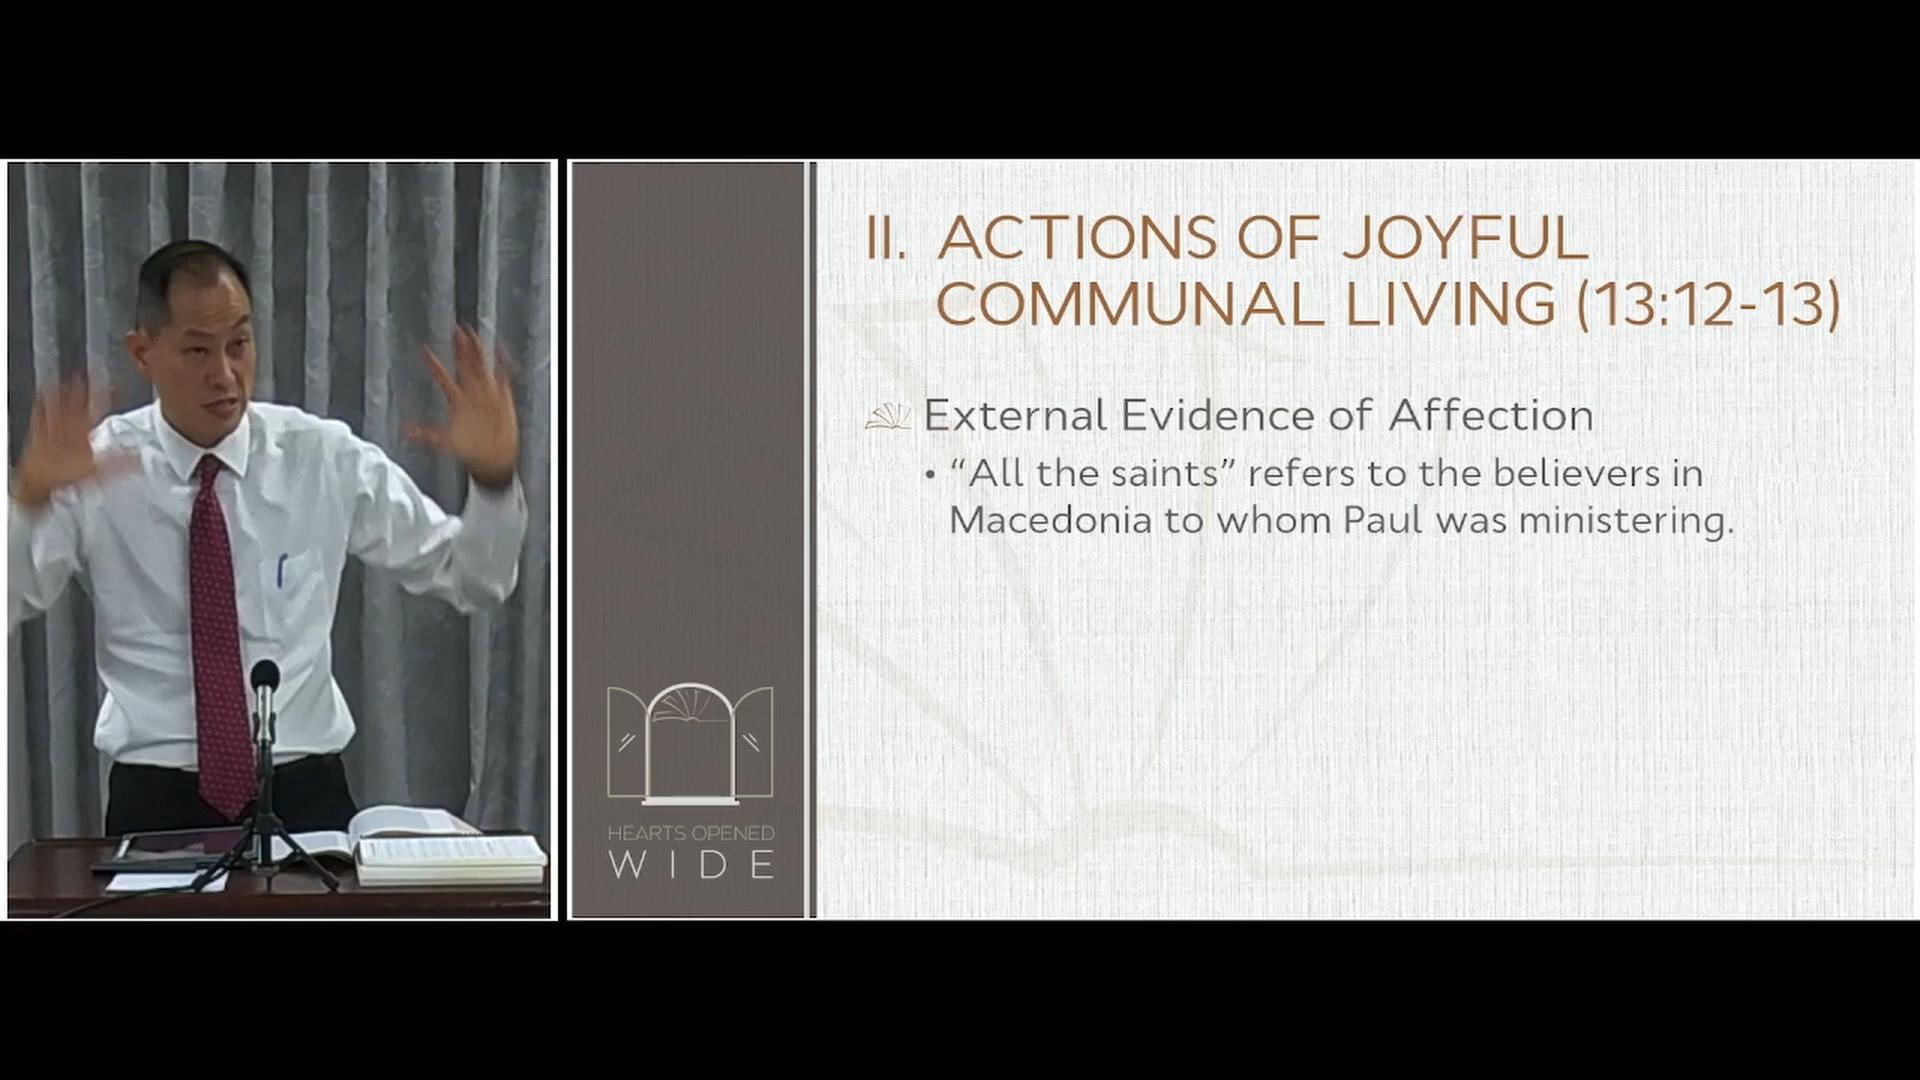 II. ACTIONS OF JOYFUL
COMMUNAL LIVING (13:12-13)
External Evidence of Affection
• “All the saints” refers to the believers in
Macedonia to whom Paul was ministering.
HEARTS OPENED
WIDE